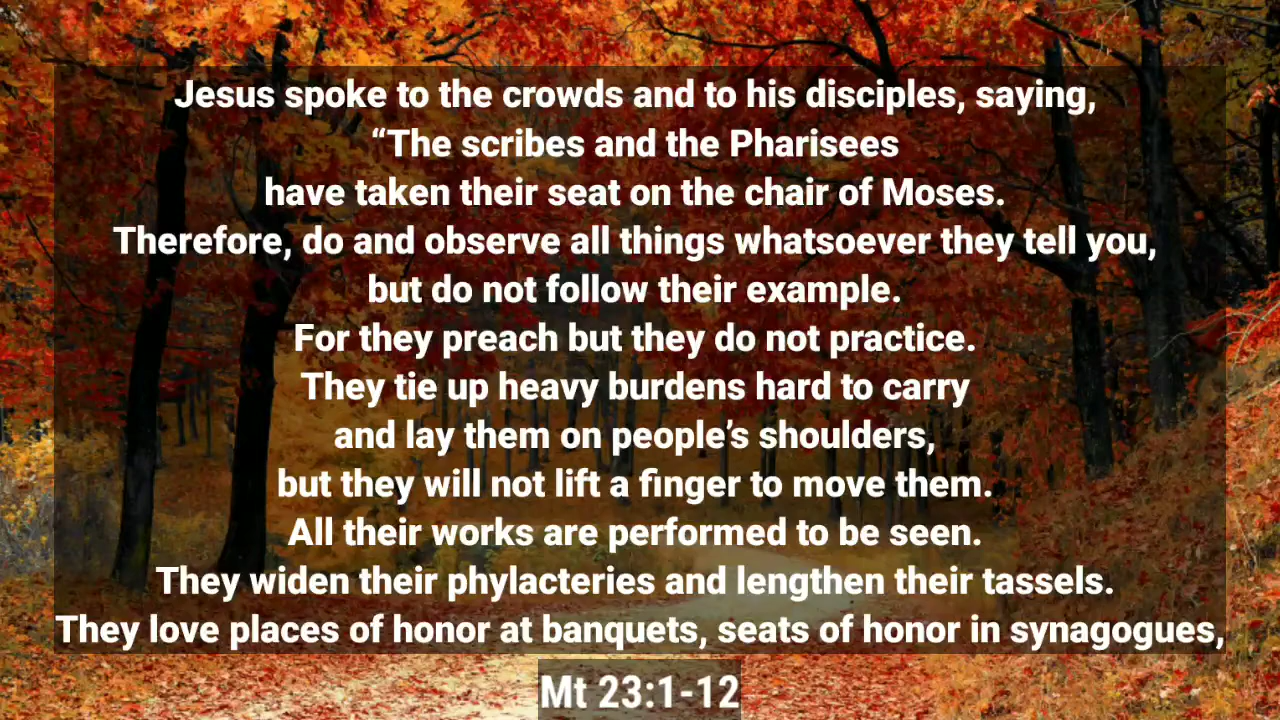 Jesus spoke to the crowds and to his disciples, saying,
“The scribes and the Pharisees
have taken their seat on the chair of Moses.
Therefore, do and observe all things whatsoever they tell you,
but do not follow their example.
For they preach but they do not practice.
They tie up heavy burdens hard to carry
and lay them on people’s shoulders,
but they will not lift a finger to move them.
All their works are performed to be seen.
They widen their phylacteries and lengthen their tassels.
They love places of honor at banquets, seats of honor in synagogues,
Mt 23:1-12